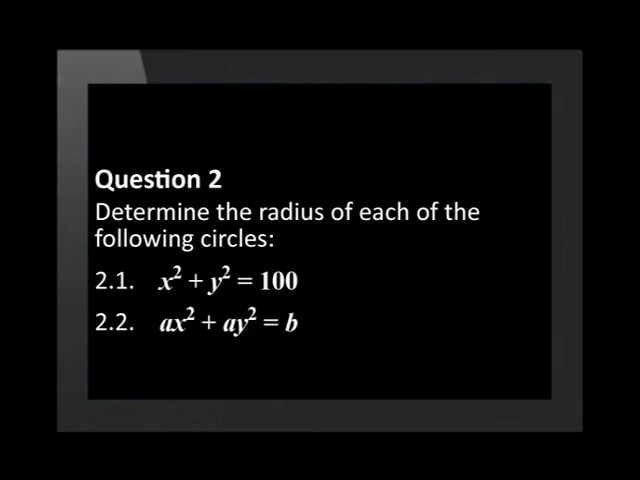 Question 2
Determine the radius of each of the
following circles:
2.1. x² + y² = 100
2.2. ax² + ay² = b